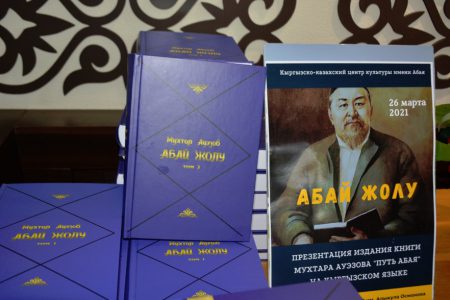 Мухтар Ауэзов
АБАЙ ЖОЛУ
том 2
Мухтар Ауэзов
АБАЙ ЖОЛУ
том 1
Мухтар Ауэзов
АБАЙ ЖОЛУ
Кыргызско-казахский центр культуры имени Абая
26 марта
2021
АБАЙ ЖОЛУ
ПРЕЗЕНТАЦИЯ ИЗДАНИЯ КНИГИ
МУХТАРА АУЭЗОВА "ПУТЬ АБАЯ"
НА КЫРГЫЗСКОМ ЯЗЫКЕ